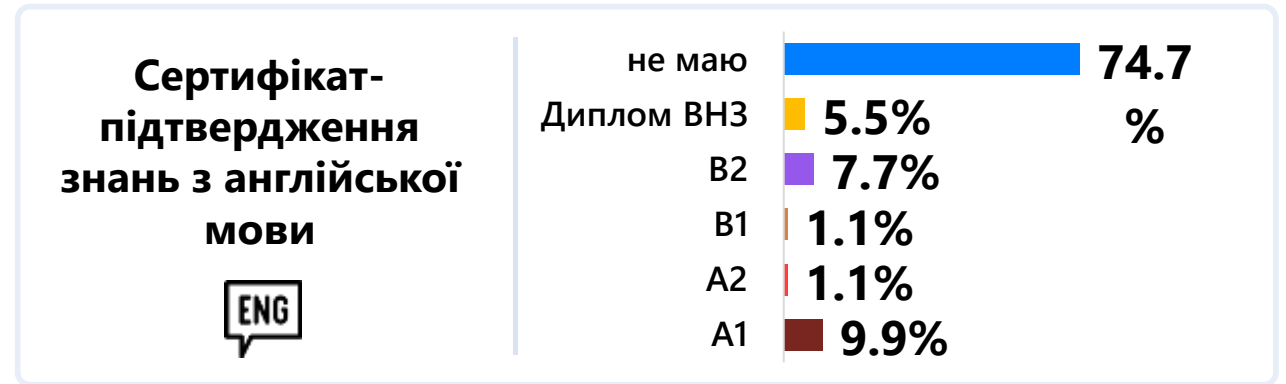 Сертифікат-
підтвердження
знань з англійської
мови
ENG
не маю 74.7
%
Диплом ВНЗ 5.5%
B2 7.7%
B1 1.1%
A2 1.1%
A1 9.9%